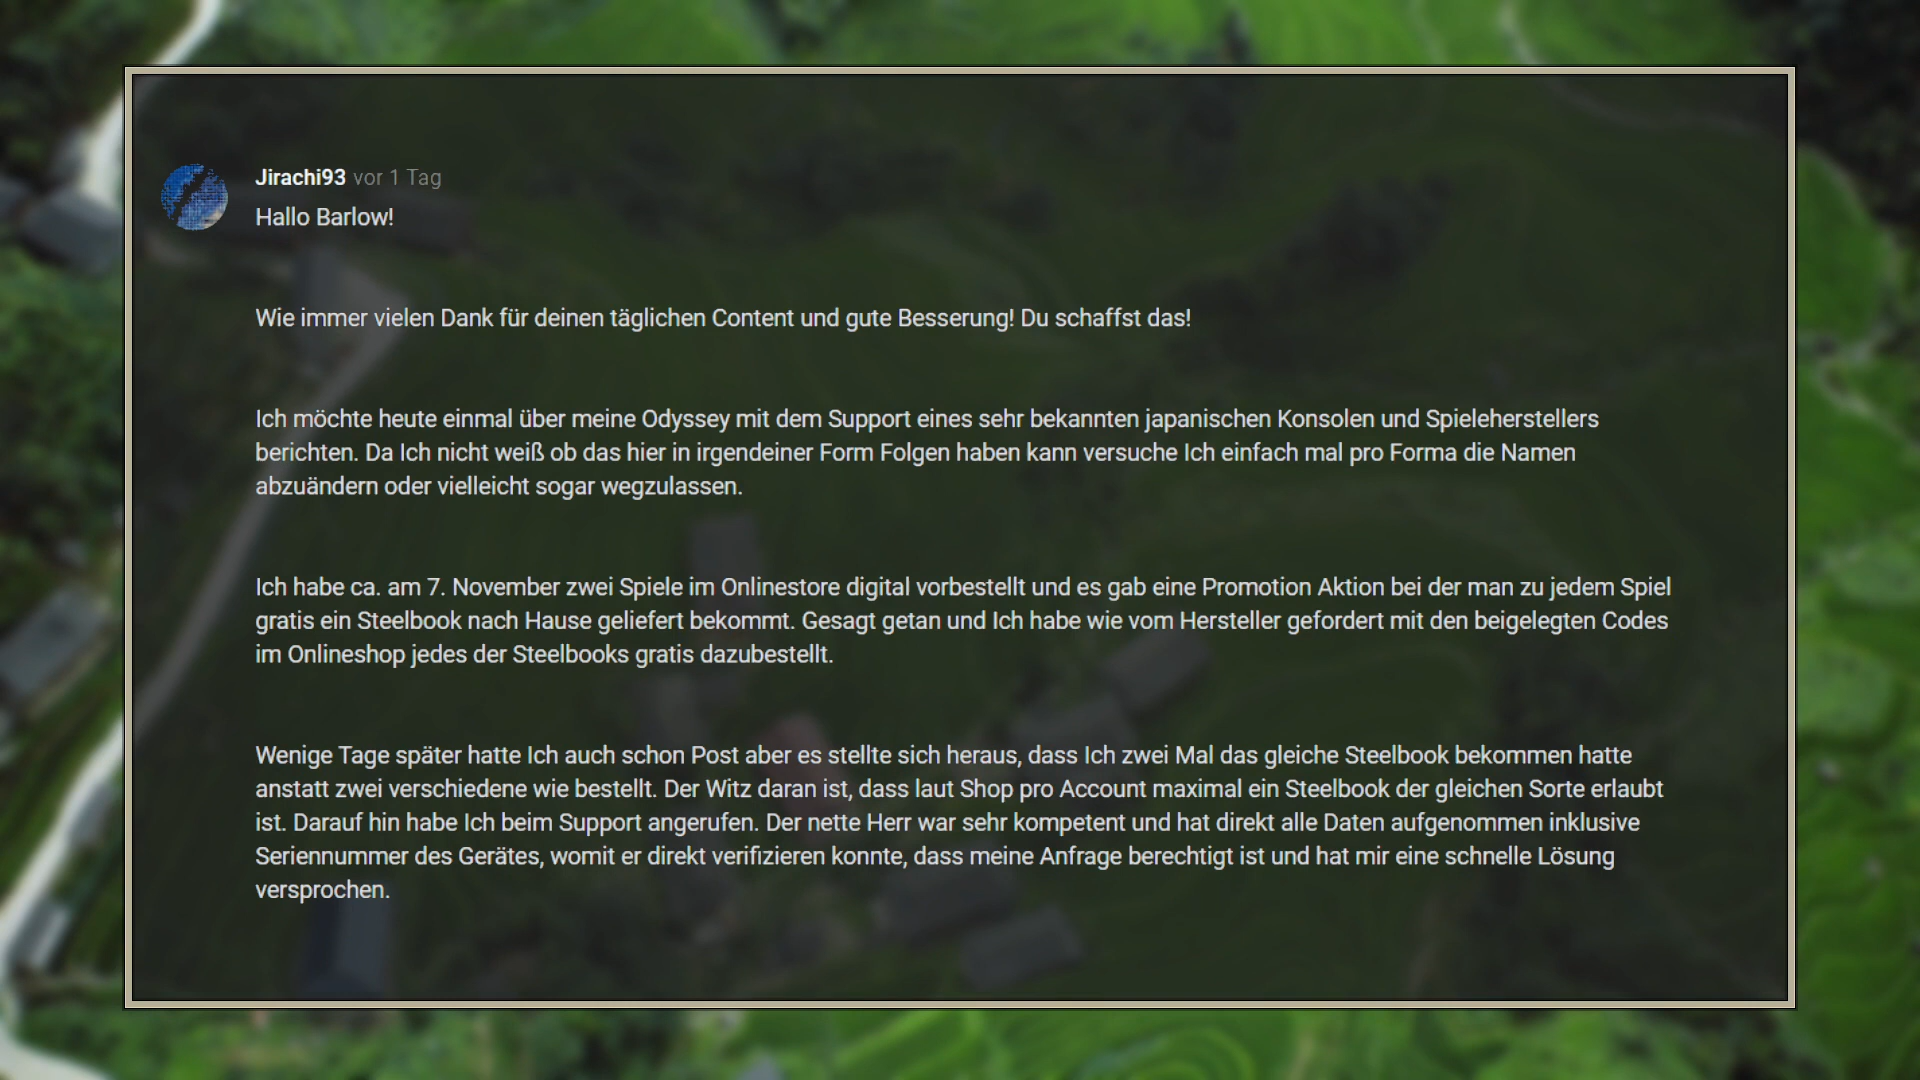 Jirachi93 vor 1 Tag
Hallo Barlow!
Wie immer vielen Dank für deinen täglichen Content und gute Besserung! Du schaffst das!
Ich möchte heute einmal über meine Odyssey mit dem Support eines sehr bekannten japanischen Konsolen und Spieleherstellers
berichten. Da Ich nicht weiß ob das hier in irgendeiner Form Folgen haben kann versuche Ich einfach mal pro Forma die Namen
abzuändern oder vielleicht sogar wegzulassen.
Ich habe ca. am 7. November zwei Spiele im Onlinestore digital vorbestellt und es gab eine Promotion Aktion bei der man zu jedem Spiel
gratis ein Steelbook nach Hause geliefert bekommt. Gesagt getan und Ich habe wie vom Hersteller gefordert mit den beigelegten Codes
im Onlineshop jedes der Steelbooks gratis dazubestellt.
Wenige Tage später hatte Ich auch schon Post aber es stellte sich heraus, dass Ich zwei Mal das gleiche Steelbook bekommen hatte
anstatt zwei verschiedene wie bestellt. Der Witz daran ist, dass laut Shop pro Account maximal ein Steelbook der gleichen Sorte erlaubt
ist. Darauf hin habe Ich beim Support angerufen. Der nette Herr war sehr kompetent und hat direkt alle Daten aufgenommen inklusive
Seriennummer des Gerätes, womit er direkt verifizieren konnte, dass meine Anfrage berechtigt ist und hat mir eine schnelle Lösung
versprochen.